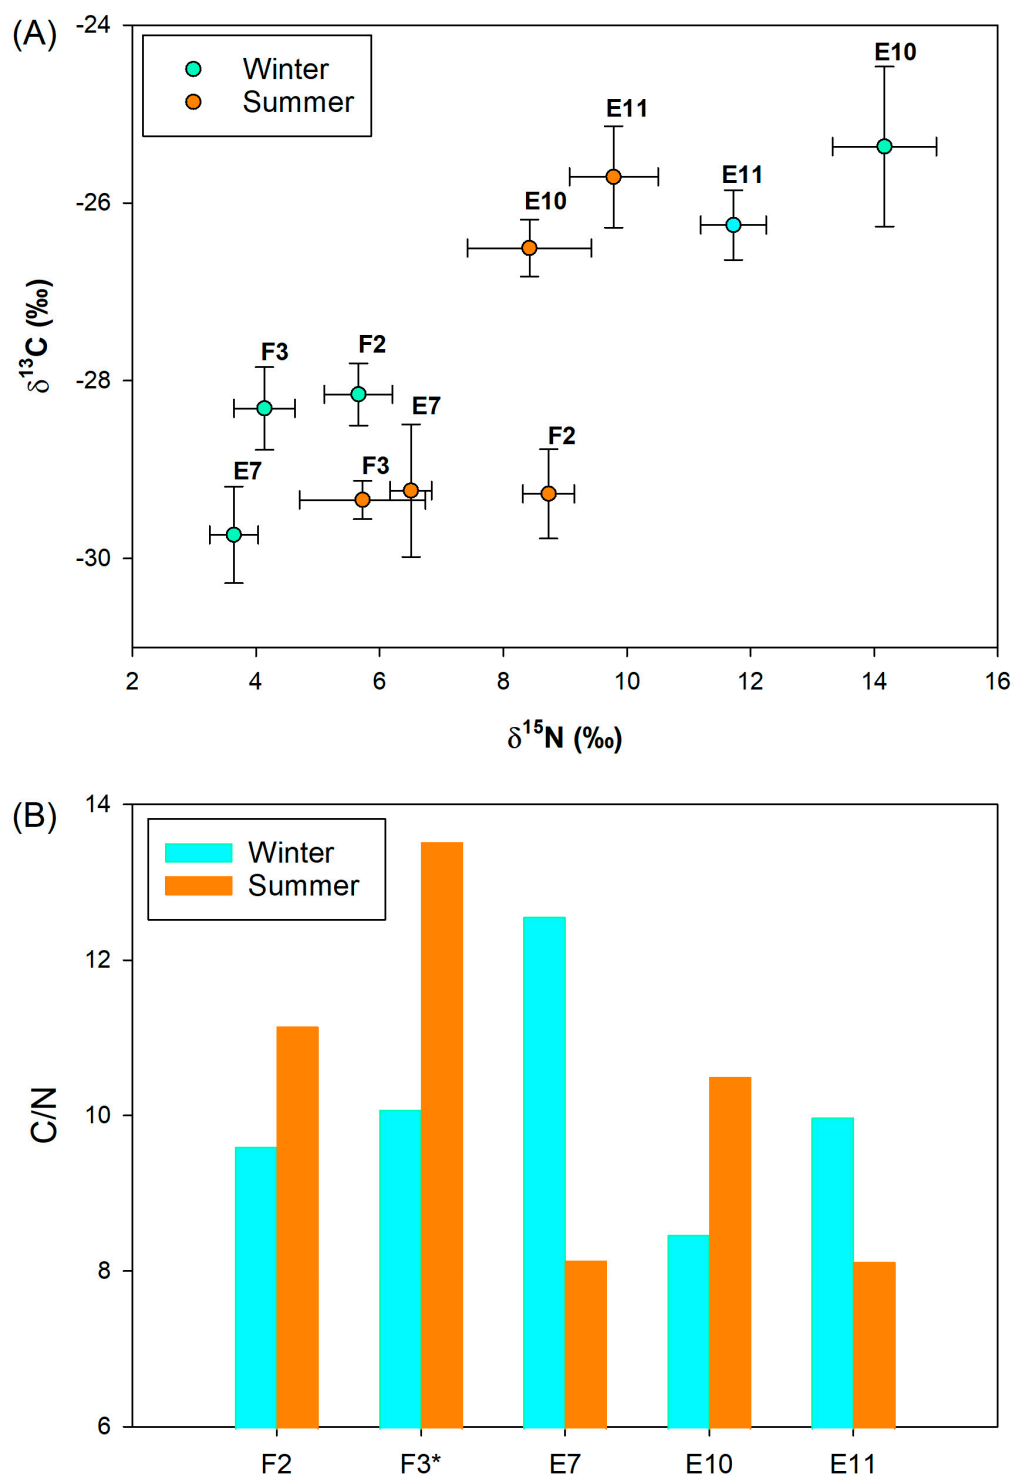 (A)
-24
Winter
Summer
E10
E11
E11
E10
-26
δ13C (‰)
F3
F2
-28
E7
F2
E7
F3
-30
2 4 6 8 10 12 14 16
δ15N (‰)
(B)
14
Winter
Summer
12
C/N
10
8
6
F2 F3* E7 E10 E11